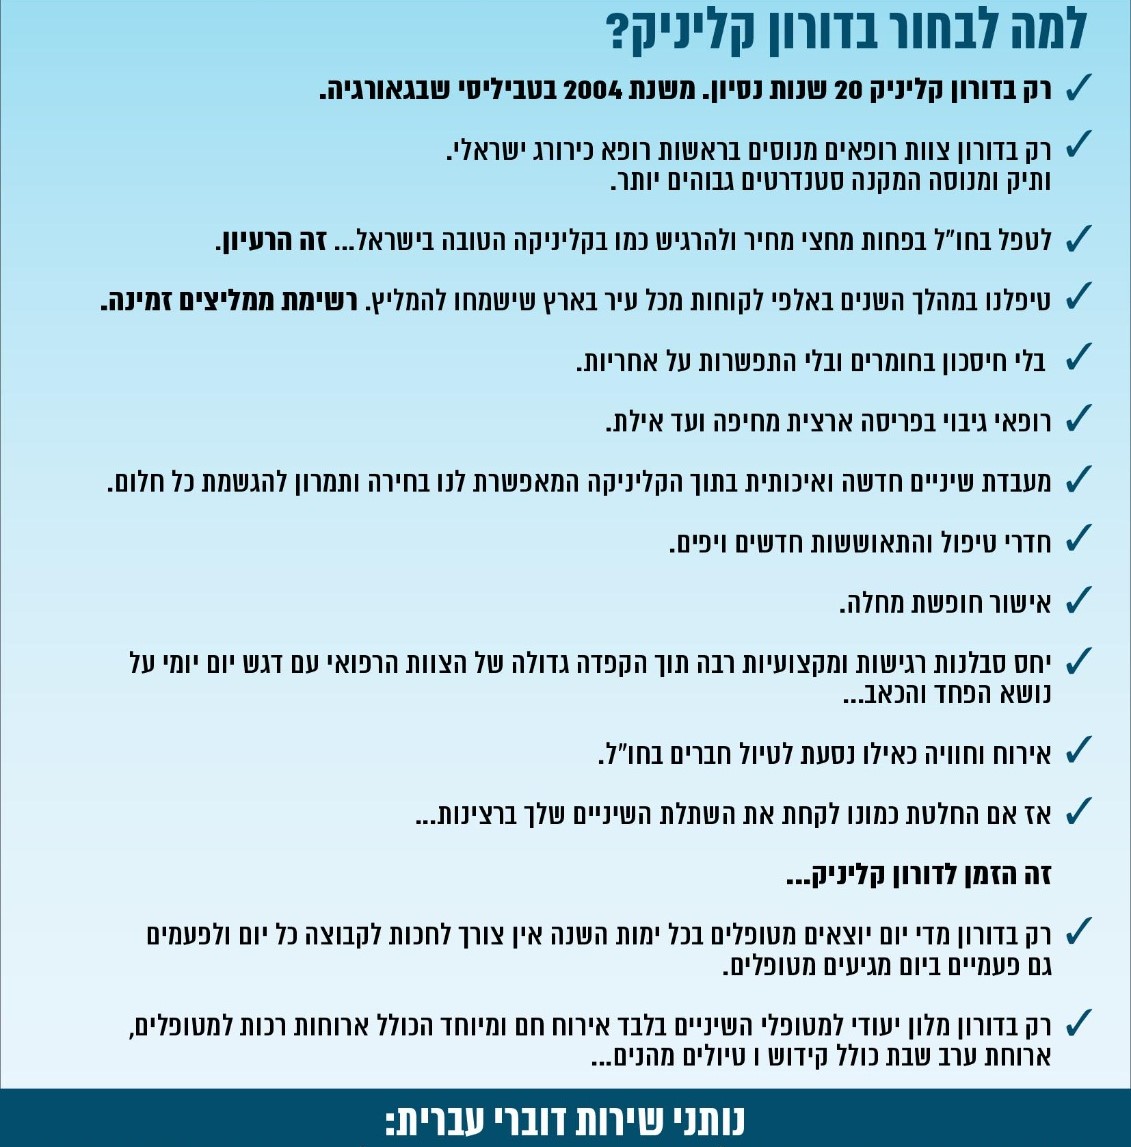 למה לבחור בדורון קליניק?
רק בדורון קליניק 20 שנות נסיון. משנת 2004 בטביליסי שבגאורגיה.
רק בדורון צוות רופאים מנוסים בראשות רופא כירורג ישראלי.
ותיק ומנוסה המקנה סטנדרטים גבוהים יותר.
לטפל בחו"ל בפחות מחצי מחיר ולהרגיש כמו בקליניקה הטובה בישראל... זה הרעיון.
טיפלנו במהלך השנים באלפי לקוחות מכל עיר בארץ שישמחו להמליץ. רשימת ממליצים זמינה.
בלי חיסכון בחומרים ובלי התפשרות על אחריות.
רופאי גיבוי בפריסה ארצית מחיפה ועד אילת.
מעבדת שיניים חדשה ואיכותית בתוך הקליניקה המאפשרת לנו בחירה ותמרון להגשמת כל חלום.
חדרי טיפול והתאוששות חדשים ויפים.
אישור חופשת מחלה.
יחס סבלנות רגישות ומקצועיות רבה תוך הקפדה גדולה של הצוות הרפואי עם דגש יום יומי על
נושא הפחד והכאב...
אירוח וחוויה כאילו נסעת לטיול חברים בחו"ל.
אז אם החלטת כמונו לקחת את השתלת השיניים שלך ברצינות...
זה הזמן לדורון קליניק...
רק בדורון מדי יום יוצאים מטופלים בכל ימות השנה אין צורך לחכות לקבוצה כל יום ולפעמים
גם פעמיים ביום מגיעים מטופלים.
רק בדורון מלון יעודי למטופלי השיניים בלבד אירוח חם ומיוחד הכולל ארוחות רכות למטופלים,
ארוחת ערב שבת כולל קידוש ו טיולים מהנים...
נותני שירות דוברי עברית: